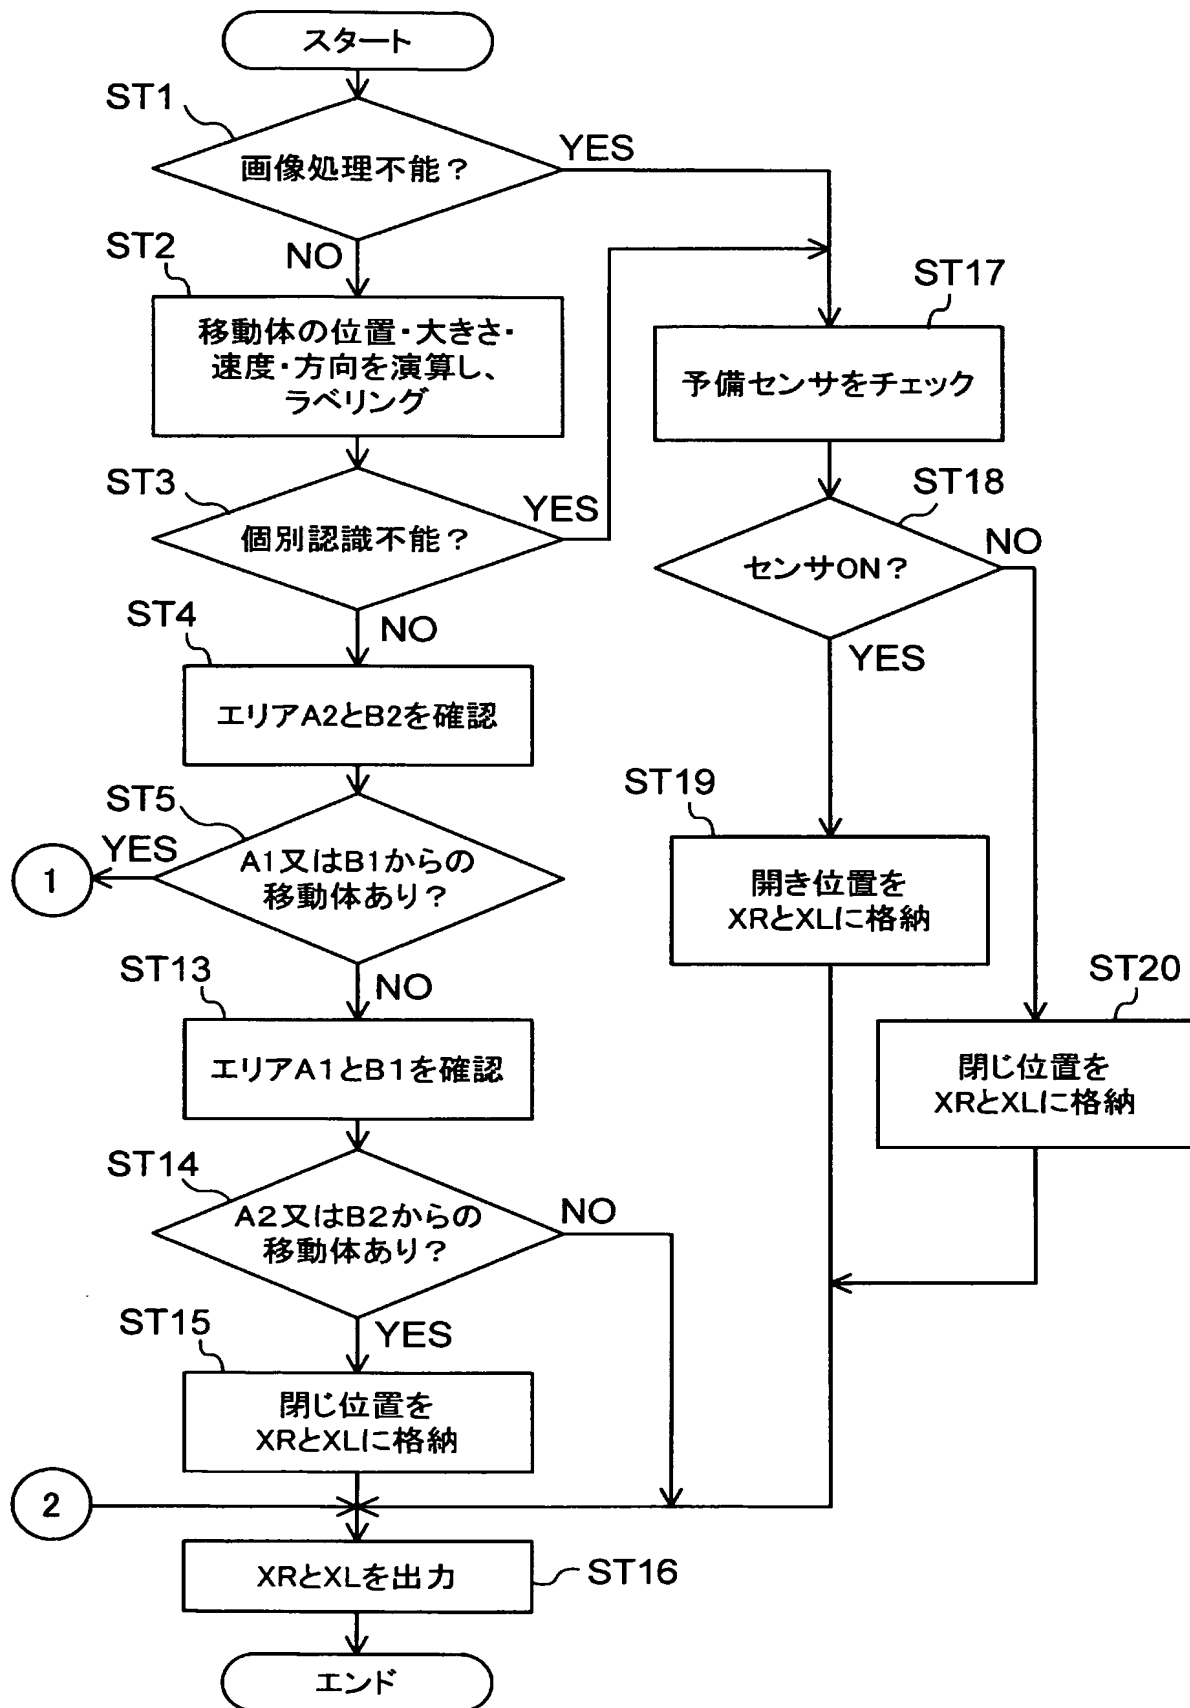 スタート
ST1
画像処理不能？
YES
NO
ST2
移動体の位置・大きさ・
速度・方向を演算し、
ラベリング
ST3
個別認識不能？
YES
NO
ST4
エリアA2とB2を確認
ST5
YES
1
A1又はB1からの
移動体あり？
NO
ST13
エリアA1とB1を確認
ST14
A2又はB2からの
移動体あり？
NO
YES
ST15
閉じ位置を
XRとXLに格納
2
XRとXLを出力
ST16
エンド
ST17
予備センサをチェック
ST18
センサON？
NO
YES
ST19
開き位置を
XRとXLに格納
ST20
閉じ位置を
XRとXLに格納